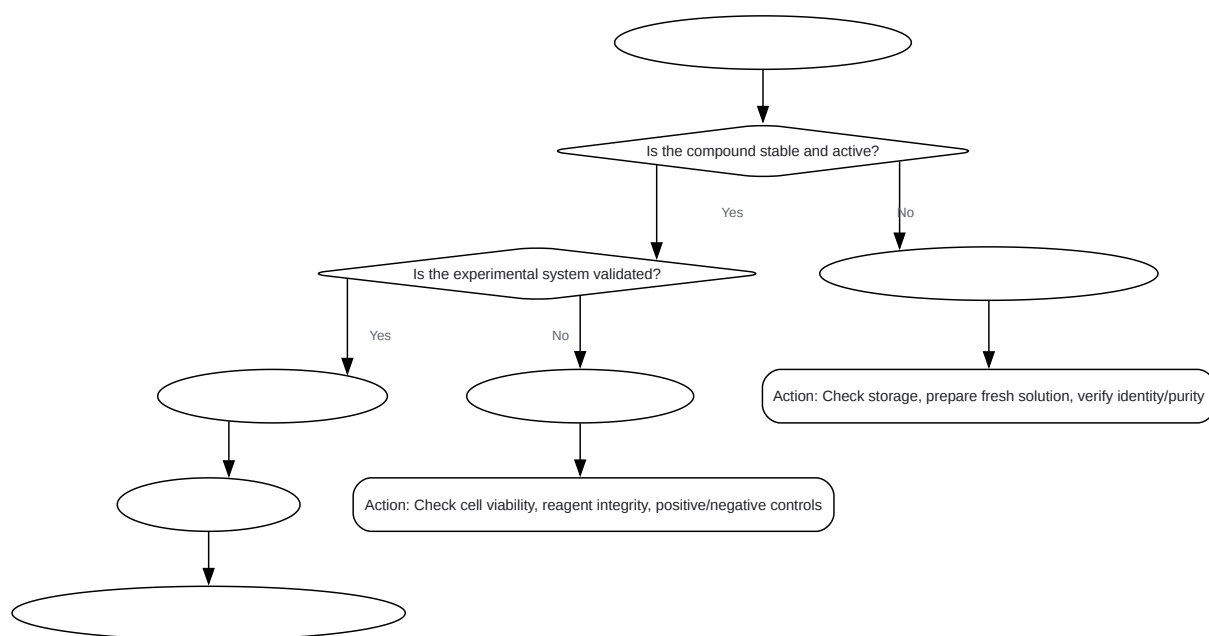 Is the compound stable and active?
Yes
No
Is the experimental system validated?
Yes
No
Action: Check storage, prepare fresh solution, verify identity/purity
Action: Check cell viability, reagent integrity, positive/negative controls